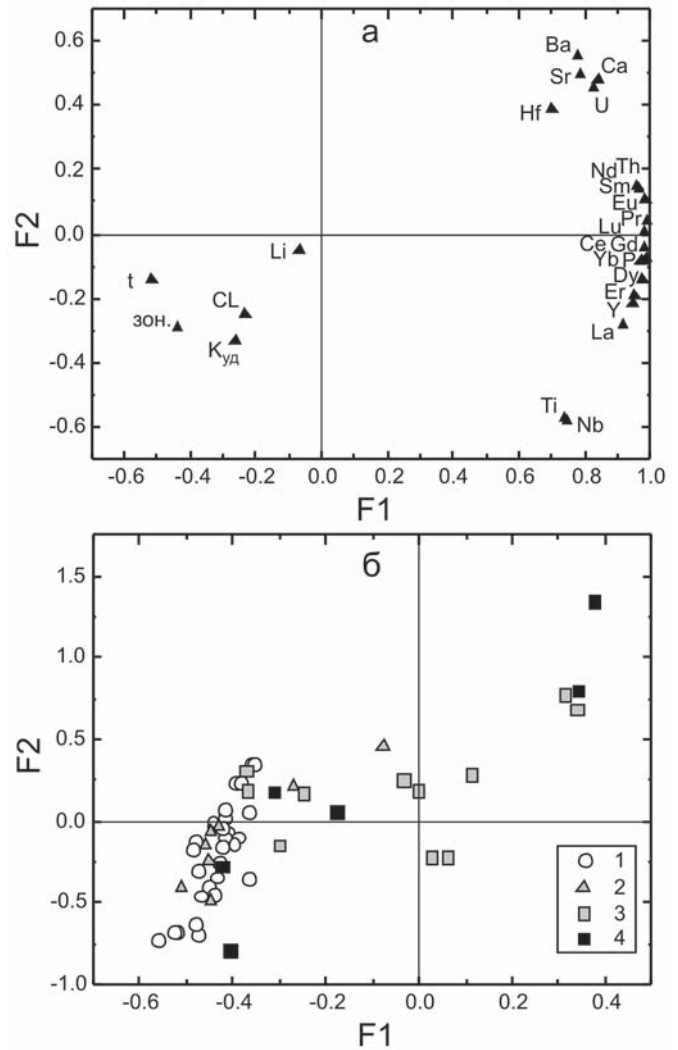 а
0.6
Ba
Ca
Sr
U
0.4
Hf
0.2
Nd Th
Sm
Eu
Pr
F2
0.0
Lu
Li
Ce Gd
Yb P
t
Dy
-0.2
CL
Er
зон.
Y
Kуд
La
-0.4
-0.6
Ti
Nb
-0.6 -0.4 -0.2 0.0 0.2 0.4 0.6 0.8 1.0
F1
б
1.5
1.0
0.5
F2
0.0
-0.5
-1.0
1
2
3
4
-0.6 -0.4 -0.2 0.0 0.2 0.4
F1